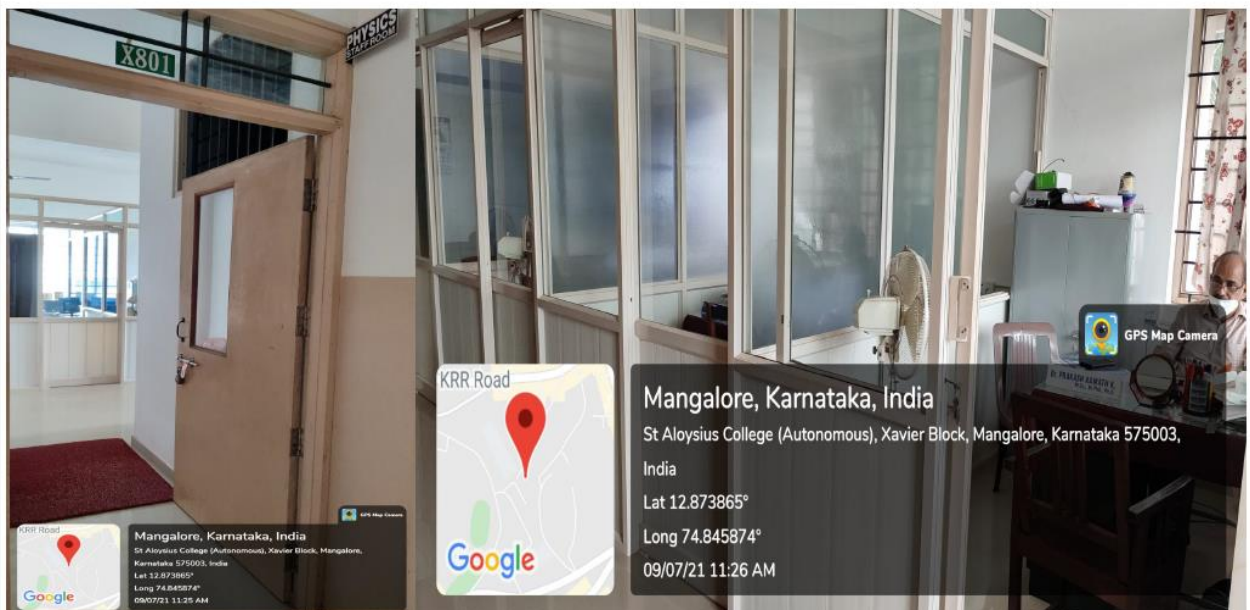 X801
PHYSICS
STAFF ROOM
GPS Map Camera
KRR Road
Google
Mangalore, Karnataka, India
St Aloysius College (Autonomous), Xavier Block, Mangalore,
Karnataka 575003, India
Lat 12.873865°
Long 74.845874°
09/07/21 11:25 AM
GPS Map Camera
Dr. PRAKASH KAMATH K.
KRR Road
Google
Mangalore, Karnataka, India
St Aloysius College (Autonomous), Xavier Block, Mangalore, Karnataka 575003,
India
Lat 12.873865°
Long 74.845874°
09/07/21 11:26 AM